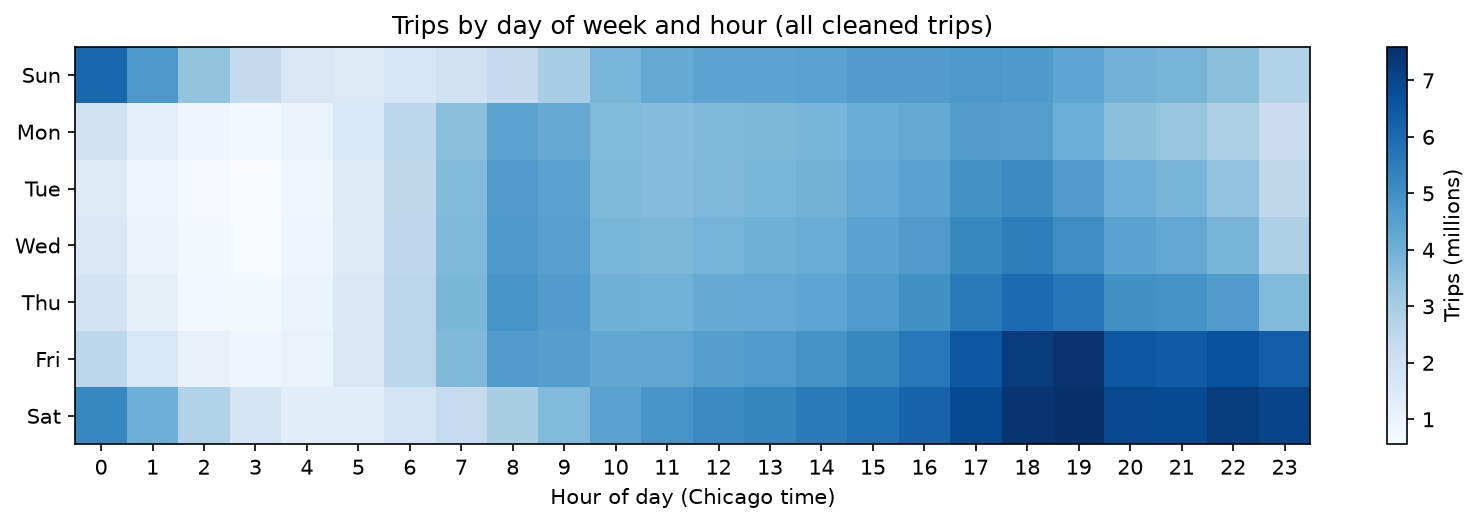 Trips by day of week and hour (all cleaned trips)
Sun
Mon
Tue
Wed
Thu
Fri
Sat
0 1 2 3 4 5 6 7 8 9 10 11 12 13 14 15 16 17 18 19 20 21 22 23
Hour of day (Chicago time)
7
6
5
4
3
2
1
Trips (millions)